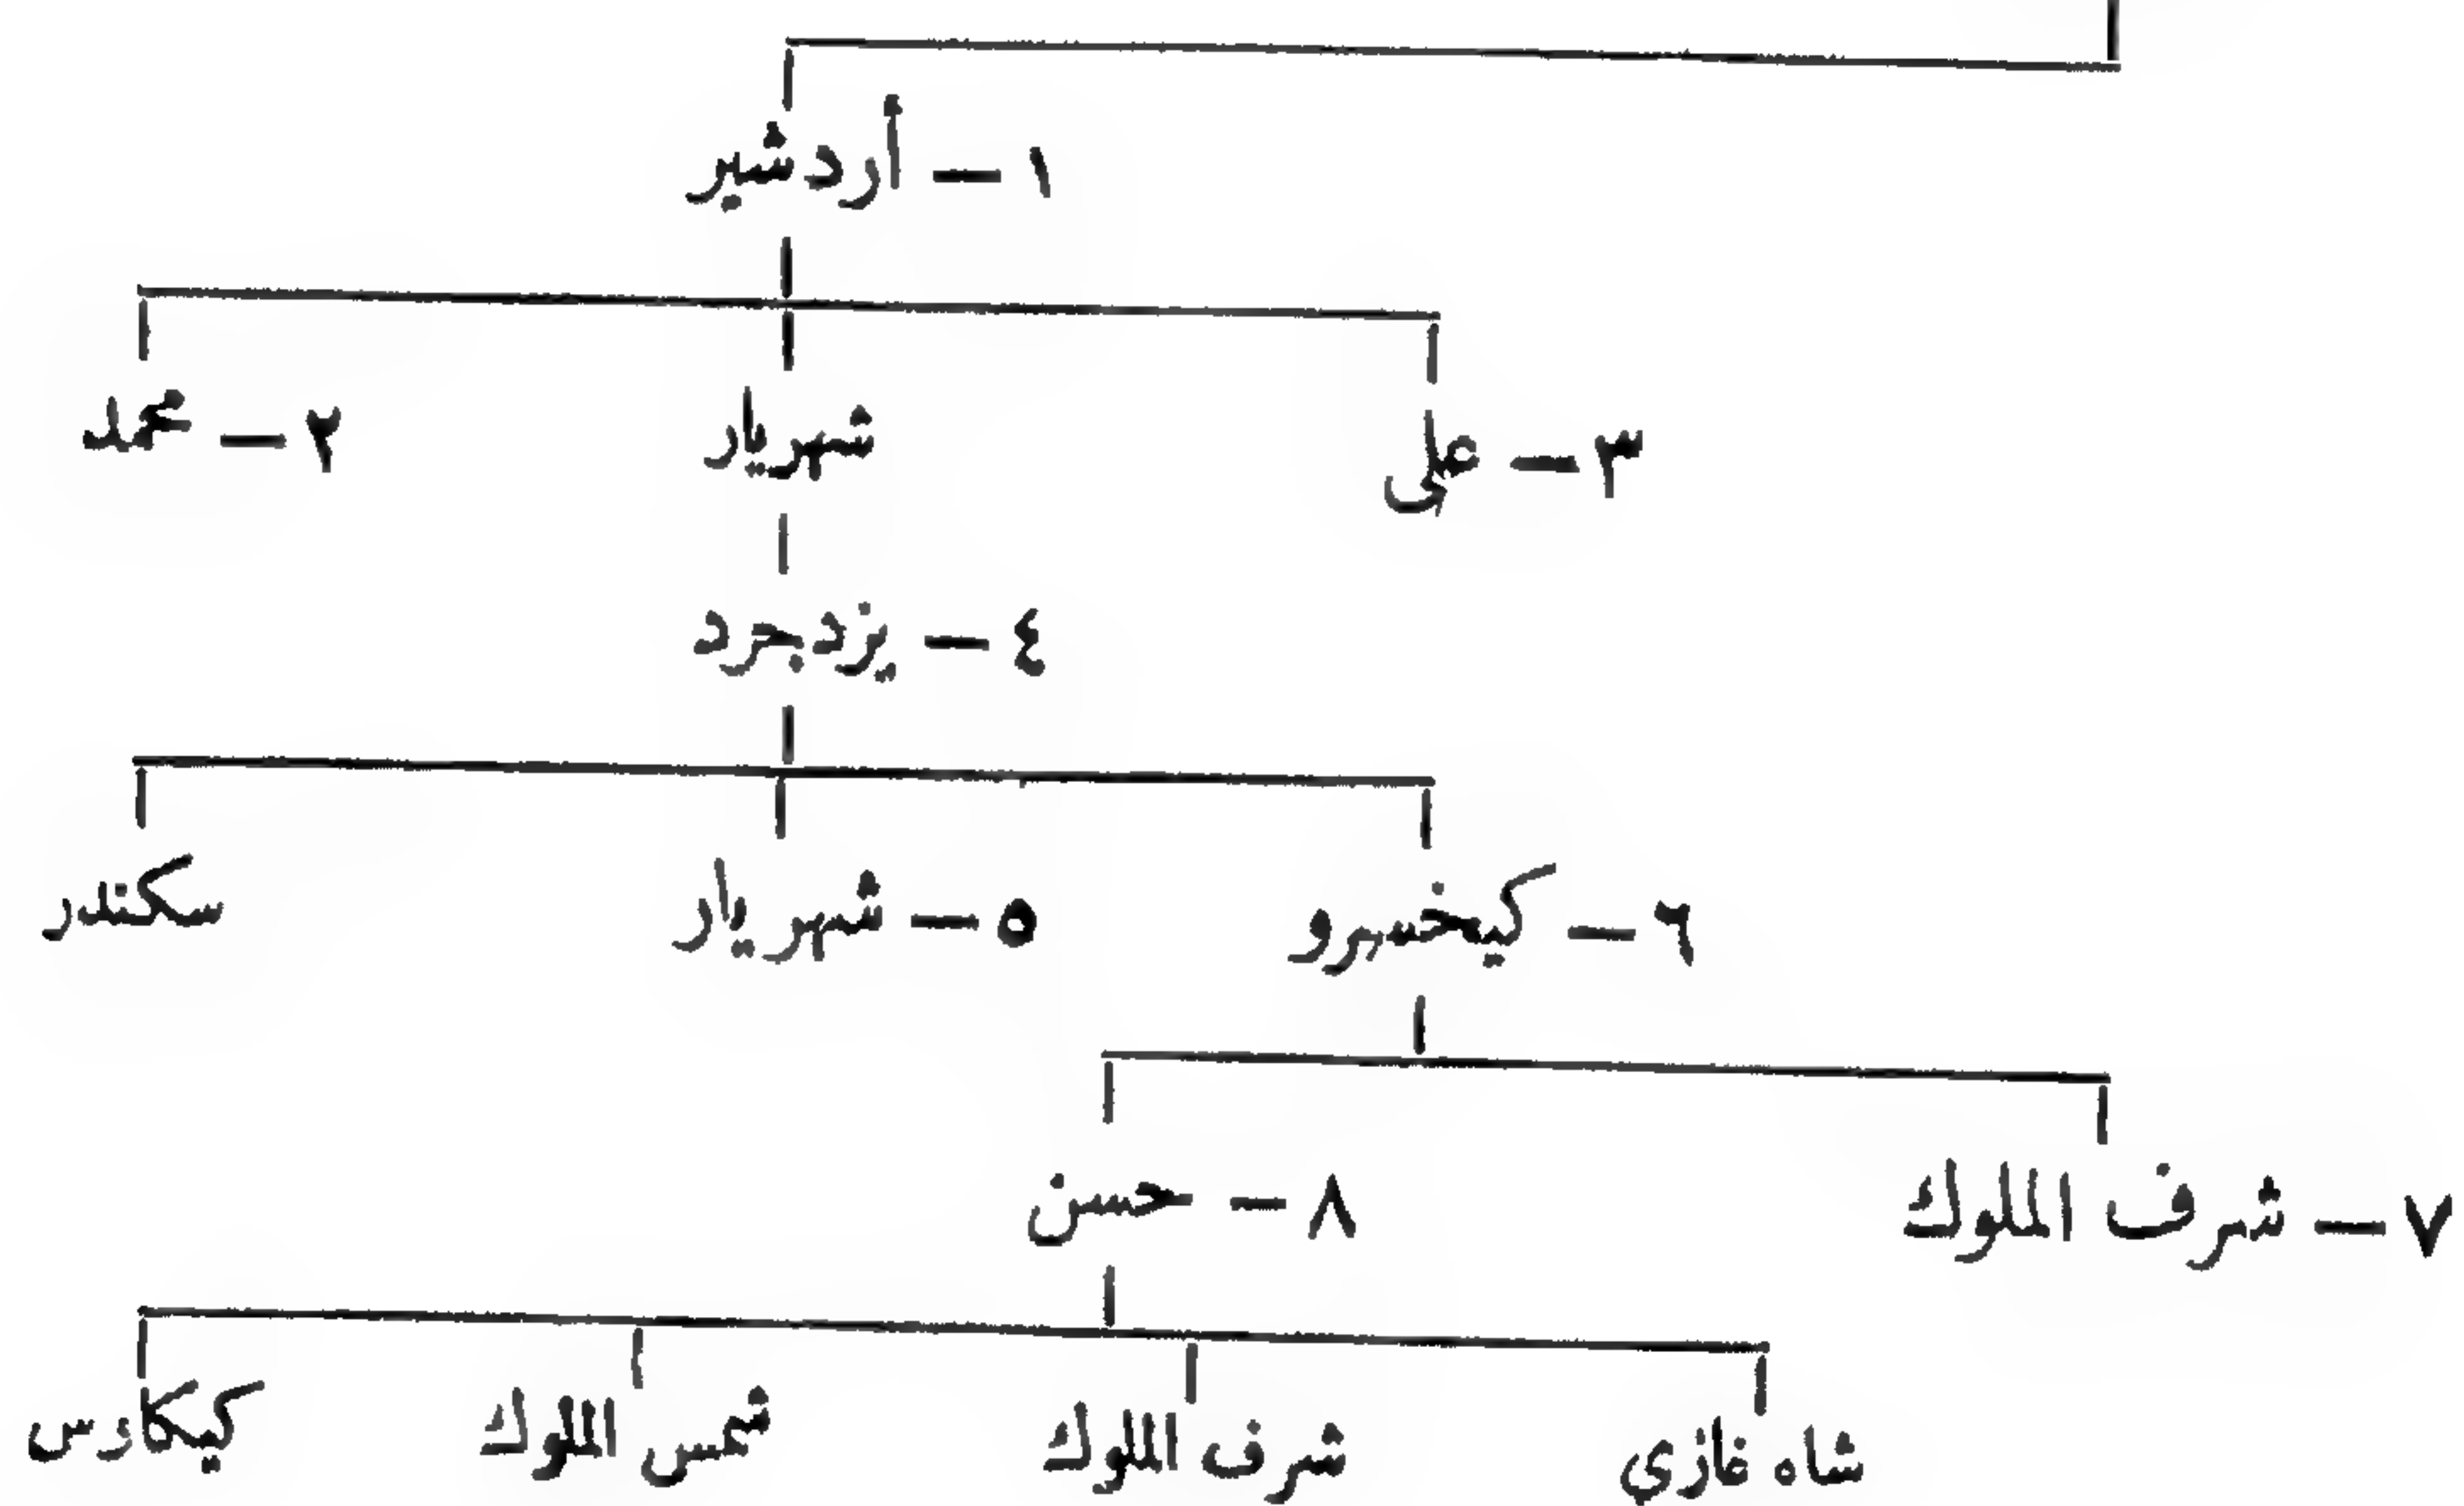 ١ - أردشير
٣ - علي
شهريار
٢ - محمد
٤ - يزدجرد
٦ - كيخسرو
٥ - شهريار
سكندر
٧ - شرف الملوك
٨ - حسن
شاه غازي
شرف الملوك
شمس الملوك
كيكاوس